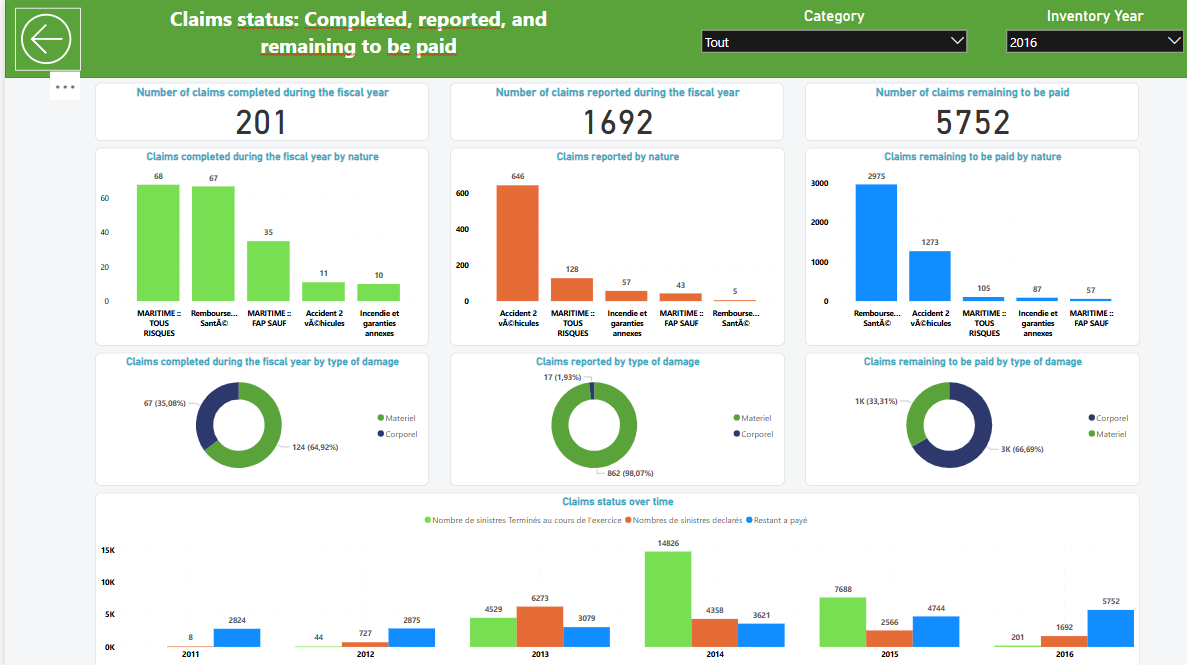 Claims status: Completed, reported, and
remaining to be paid
Category
Tout
Inventory Year
2016
Number of claims completed during the fiscal year
201
Number of claims reported during the fiscal year
1692
Number of claims remaining to be paid
5752
Claims completed during the fiscal year by nature
60
40
20
0
68
67
35
11
10
MARITIME ::
TOUS
RISQUES
Rembourse...
SantÃ©
MARITIME ::
FAP SAUF
Accident 2
vÃ©hicules
Incendie et
garanties
annexes
Claims reported by nature
600
400
200
0
646
128
57
43
5
Accident 2
vÃ©hicules
MARITIME ::
TOUS
RISQUES
Incendie et
garanties
annexes
MARITIME ::
FAP SAUF
Rembourse...
SantÃ©
Claims remaining to be paid by nature
3000
2000
1000
0
2975
1273
105
87
57
Rembourse...
SantÃ©
Accident 2
vÃ©hicules
MARITIME ::
TOUS
RISQUES
Incendie et
garanties
annexes
MARITIME ::
FAP SAUF
Claims completed during the fiscal year by type of damage
67 (35,08%)
124 (64,92%)
Materiel
Corporel
Claims reported by type of damage
17 (1,93%)
862 (98,07%)
Materiel
Corporel
Claims remaining to be paid by type of damage
1K (33,31%)
3K (66,69%)
Corporel
Materiel
Claims status over time
Nombre de sinistres Terminés au cours de l'exercice Nombres de sinistres declarés Restant a payé
15K
10K
5K
0K
8
2824
44
727
2875
4529
6273
3079
14826
4358
3621
7688
2566
4744
201
1692
5752
2011
2012
2013
2014
2015
2016